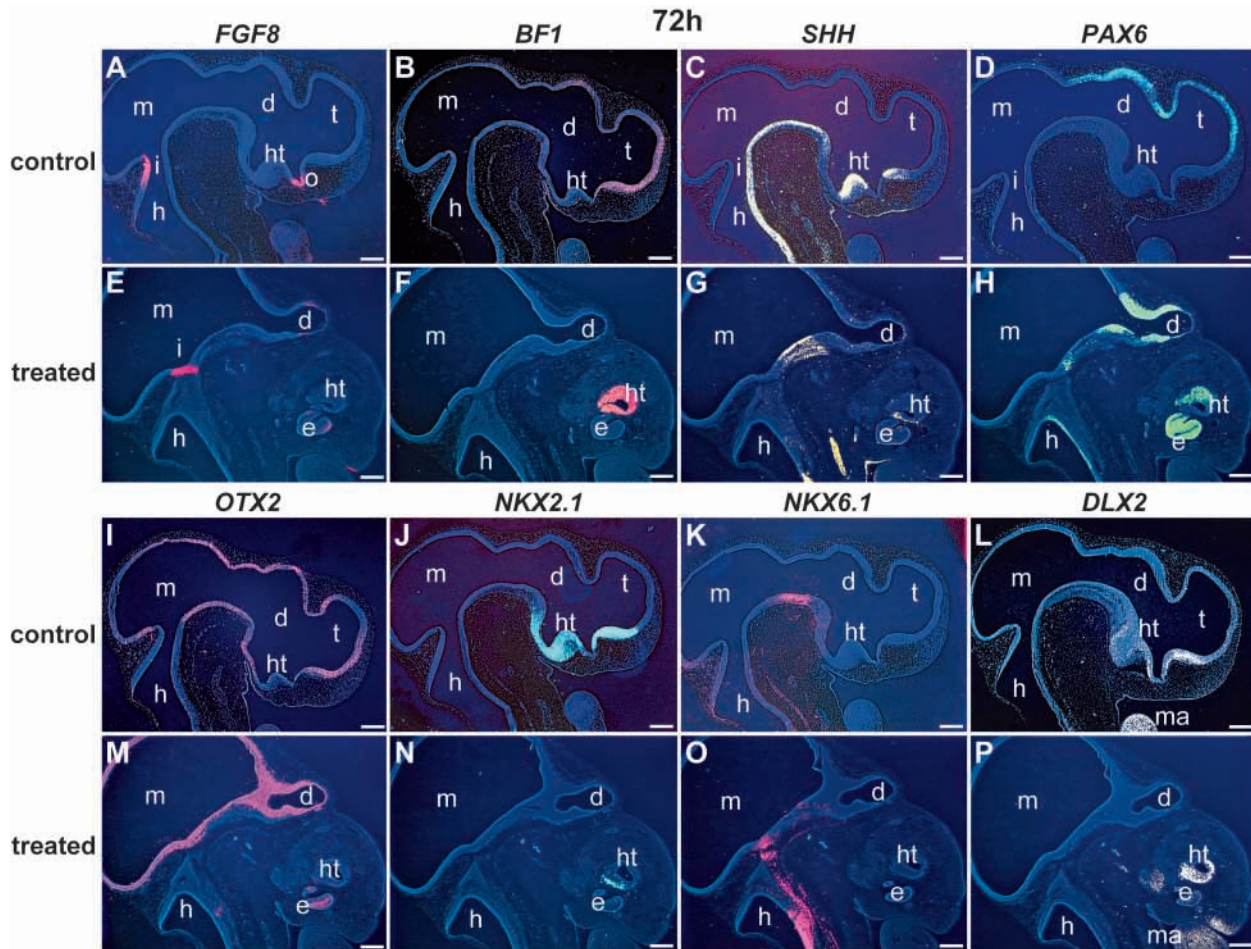 72h
FGF8 BF1 SHH PAX6
control
A m d t i ht o h
B m d t ht h
C m d t ht i h
D m d t ht i h
treated
E m d i ht e h
F m d ht e h
G m d ht e h
H m d ht e h
OTX2 NKX2.1 NKX6.1 DLX2
control
I m d t ht h
J m d t ht h
K m d t ht h
L m d t ht h ma
treated
M m d ht e h
N m d ht e h
O m d ht e h
P m d ht e h ma